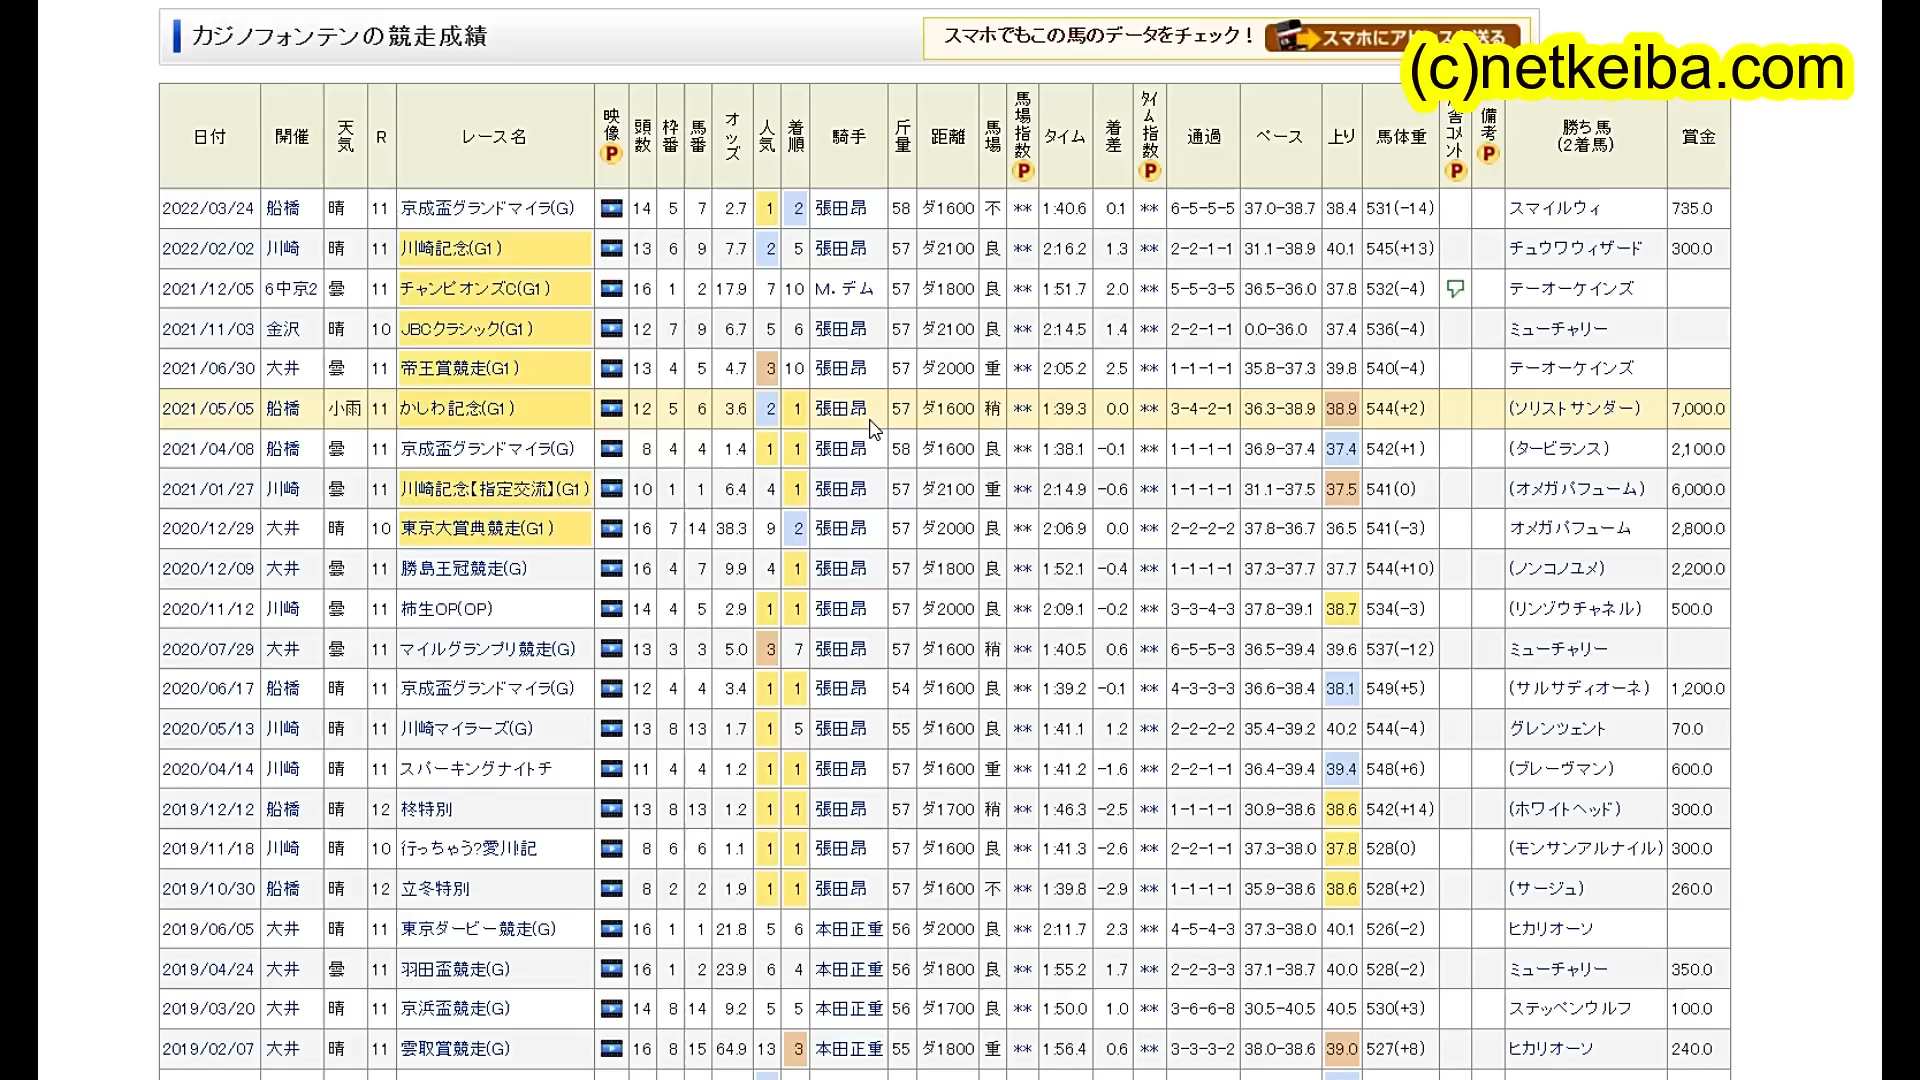 カジノフォンテンの競走成績
スマホでもこの馬のデータをチェック！
(c)netkeiba.com
日付 開催 天気 R レース名 映像 頭数 枠番 馬番 オッズ 人気 着順 騎手 斤量 距離 馬場 馬場指数 タイム 着差 タイム指数 通過 ペース 上り 馬体重 備考 勝ち馬(2着馬) 賞金
2022/03/24 船橋 晴 11 京成盃グランドマイラ(G) 14 5 7 2.7 1 2 張田昂 58 ダ1600 不 ** 1:40.6 0.1 ** 6-5-5-5 37.0-38.7 38.4 531(-14) スマイルウィ 735.0
2022/02/02 川崎 晴 11 川崎記念(G1) 13 6 9 7.7 2 5 張田昂 57 ダ2100 良 ** 2:16.2 1.3 ** 2-2-1-1 31.1-38.9 40.1 545(+13) チュウワウィザード 300.0
2021/12/05 6中京2 曇 11 チャンピオンズC(G1) 16 1 2 17.9 7 10 M.デム 57 ダ1800 良 ** 1:51.7 2.0 ** 5-5-3-5 36.5-36.0 37.8 532(-4) テーオーケインズ
2021/11/03 金沢 晴 10 JBCクラシック(G1) 12 7 9 6.7 5 6 張田昂 57 ダ2100 良 ** 2:14.5 1.4 ** 2-2-1-1 0.0-36.0 37.4 536(-4) ミューチャリー
2021/06/30 大井 曇 11 帝王賞競走(G1) 13 4 5 4.7 3 10 張田昂 57 ダ2000 重 ** 2:05.2 2.5 ** 1-1-1-1 35.8-37.3 39.8 540(-4) テーオーケインズ
2021/05/05 船橋 小雨 11 かしわ記念(G1) 12 5 6 3.6 2 1 張田昂 57 ダ1600 稍 ** 1:39.3 0.0 ** 3-4-2-1 36.3-38.9 38.9 544(+2) (ソリストサンダー) 7,000.0
2021/04/08 船橋 曇 11 京成盃グランドマイラ(G) 8 4 4 1.4 1 1 張田昂 58 ダ1600 良 ** 1:38.1 -0.1 ** 1-1-1-1 36.9-37.4 37.4 542(+1) (タービランス) 2,100.0
2021/01/27 川崎 曇 11 川崎記念【指定交流】(G1) 10 1 1 6.4 4 1 張田昂 57 ダ2100 重 ** 2:14.9 -0.6 ** 1-1-1-1 31.1-37.5 37.5 541(0) (オメガパフューム) 6,000.0
2020/12/29 大井 晴 10 東京大賞典競走(G1) 16 7 14 38.3 9 2 張田昂 57 ダ2000 良 ** 2:06.9 0.0 ** 2-2-2-2 37.8-36.7 36.5 541(-3) オメガパフューム 2,800.0
2020/12/09 大井 曇 11 勝島王冠競走(G) 16 4 7 9.9 4 1 張田昂 57 ダ1800 良 ** 1:52.1 -0.4 ** 1-1-1-1 37.3-37.7 37.7 544(+10) (ノンコノユメ) 2,200.0
2020/11/12 川崎 曇 11 柿生OP(OP) 14 4 5 2.9 1 1 張田昂 57 ダ2000 良 ** 2:09.1 -0.2 ** 3-3-4-3 37.8-39.1 38.7 534(-3) (リンゾウチャネル) 500.0
2020/07/29 大井 曇 11 マイルグランプリ競走(G) 13 3 3 5.0 3 7 張田昂 57 ダ1600 稍 ** 1:40.5 0.6 ** 6-5-5-3 36.5-39.4 39.6 537(-12) ミューチャリー
2020/06/17 船橋 晴 11 京成盃グランドマイラ(G) 12 4 4 3.4 1 1 張田昂 54 ダ1600 良 ** 1:39.2 -0.1 ** 4-3-3-3 36.6-38.4 38.1 549(+5) (サルサディオーネ) 1,200.0
2020/05/13 川崎 晴 11 川崎マイラーズ(G) 13 8 13 1.7 1 5 張田昂 55 ダ1600 良 ** 1:41.1 1.2 ** 2-2-2-2 35.4-39.2 40.2 544(-4) グレンツェント 70.0
2020/04/14 川崎 晴 11 スパーキングナイトチ 11 4 4 1.2 1 1 張田昂 57 ダ1600 重 ** 1:41.2 -1.6 ** 2-2-1-1 36.4-39.4 39.4 548(+6) (ブレーヴマン) 600.0
2019/12/12 船橋 晴 12 柊特別 13 8 13 1.2 1 1 張田昂 57 ダ1700 稍 ** 1:46.3 -2.5 ** 1-1-1-1 30.9-38.6 38.6 542(+14) (ホワイトヘッド) 300.0
2019/11/18 川崎 晴 10 行っちゃう?愛川記 8 6 6 1.1 1 1 張田昂 57 ダ1600 良 ** 1:41.3 -2.6 ** 2-2-1-1 37.3-38.0 37.8 528(0) (モンサンアルナイル) 300.0
2019/10/30 船橋 晴 12 立冬特別 8 2 2 1.9 1 1 張田昂 57 ダ1600 不 ** 1:39.8 -2.9 ** 1-1-1-1 35.9-38.6 38.6 528(+2) (サージュ) 260.0
2019/06/05 大井 晴 11 東京ダービー競走(G) 16 1 1 21.8 5 6 本田正重 56 ダ2000 良 ** 2:11.7 2.3 ** 4-5-4-3 37.3-38.0 40.1 526(-2) ヒカリオーソ
2019/04/24 大井 曇 11 羽田盃競走(G) 16 1 2 23.9 6 4 本田正重 56 ダ1800 良 ** 1:55.2 1.7 ** 2-2-3-3 37.1-38.7 40.0 528(-2) ミューチャリー 350.0
2019/03/20 大井 晴 11 京浜盃競走(G) 14 8 14 9.2 5 5 本田正重 56 ダ1700 良 ** 1:50.0 1.0 ** 3-6-6-8 30.5-40.5 40.5 530(+3) ステッペンウルフ 100.0
2019/02/07 大井 晴 11 雲取賞競走(G) 16 8 15 64.9 13 3 本田正重 55 ダ1800 重 ** 1:56.4 0.6 ** 3-3-3-2 38.0-38.6 39.0 527(+8) ヒカリオーソ 240.0